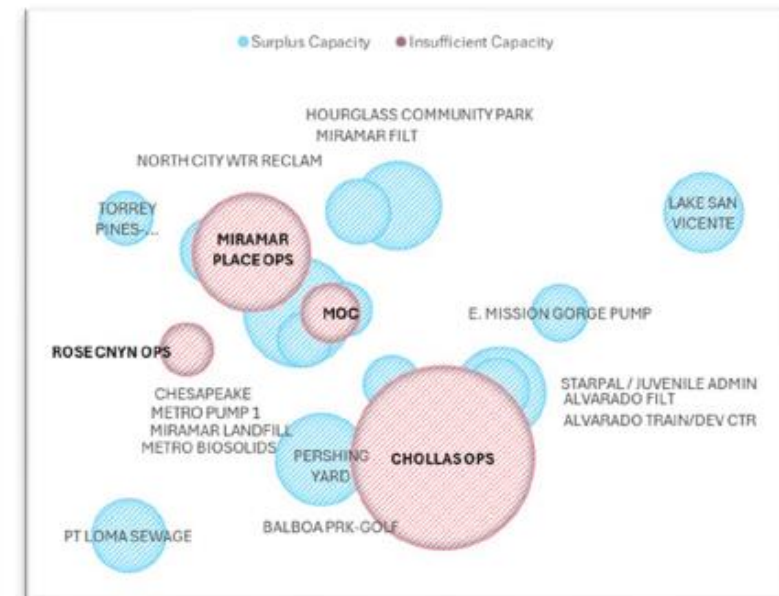 Surplus Capacity Insufficient Capacity
HOURGLASS COMMUNITY PARK
MIRAMAR FILT
NORTH CITY WTR RECLAM
TORREY
PINES-...
LAKE SAN
VICENTE
MIRAMAR
PLACE OPS
MOC
E. MISSION GORGE PUMP
ROSE CNYN OPS
CHESAPEAKE
METRO PUMP 1
MIRAMAR LANDFILL
METRO BIOSOLIDS
STARPAL / JUVENILE ADMIN
ALVARADO FILT
ALVARADO TRAIN/DEV CTR
PERSHING
YARD
CHOLLAS OPS
BALBOA PRK-GOLF
PT LOMA SEWAGE